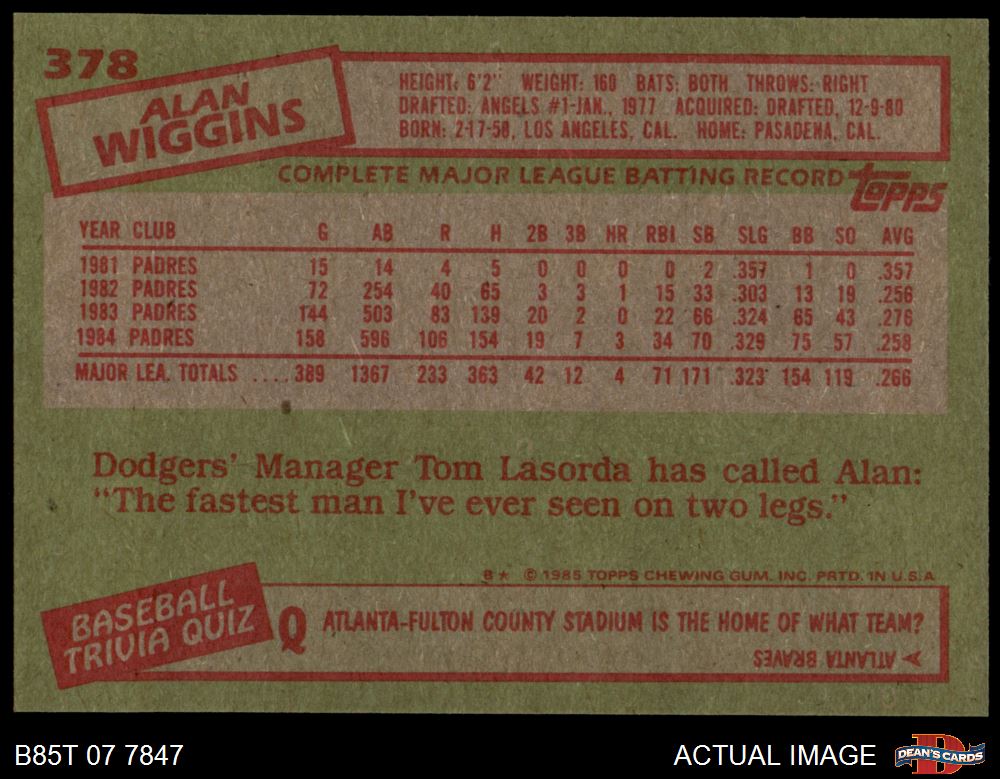 378
ALAN
WIGGINS
HEIGHT: 6'2" WEIGHT: 160 BATS: BOTH THROWS: RIGHT
DRAFTED: ANGELS #1-JAN., 1977 ACQUIRED: DRAFTED, 12-9-80
BORN: 2-17-58, LOS ANGELES, CAL. HOME: PASADENA, CAL.
COMPLETE MAJOR LEAGUE BATTING RECORD
topps
YEAR CLUB G AB R H 2B 3B HR RBI SB SLG BB SO AVG
1981 PADRES 15 14 4 5 0 0 0 0 2 .357 1 0 .357
1982 PADRES 72 254 40 65 3 3 1 15 33 .303 13 19 .256
1983 PADRES 144 503 83 139 20 2 0 22 66 .324 65 43 .276
1984 PADRES 158 596 106 154 19 7 3 34 70 .329 75 57 .258
MAJOR LEA. TOTALS ....389 1367 233 363 42 12 4 71 171 .323 154 119 .266
Dodgers' Manager Tom Lasorda has called Alan:
"The fastest man I've ever seen on two legs."
B* © 1985 TOPPS CHEWING GUM, INC. PRTD. IN U.S.A.
BASEBALL
TRIVIA QUIZ
Q ATLANTA-FULTON COUNTY STADIUM IS THE HOME OF WHAT TEAM?
ATLANTA BRAVES
B85T 07 7847
ACTUAL IMAGE
DEAN'S CARDS